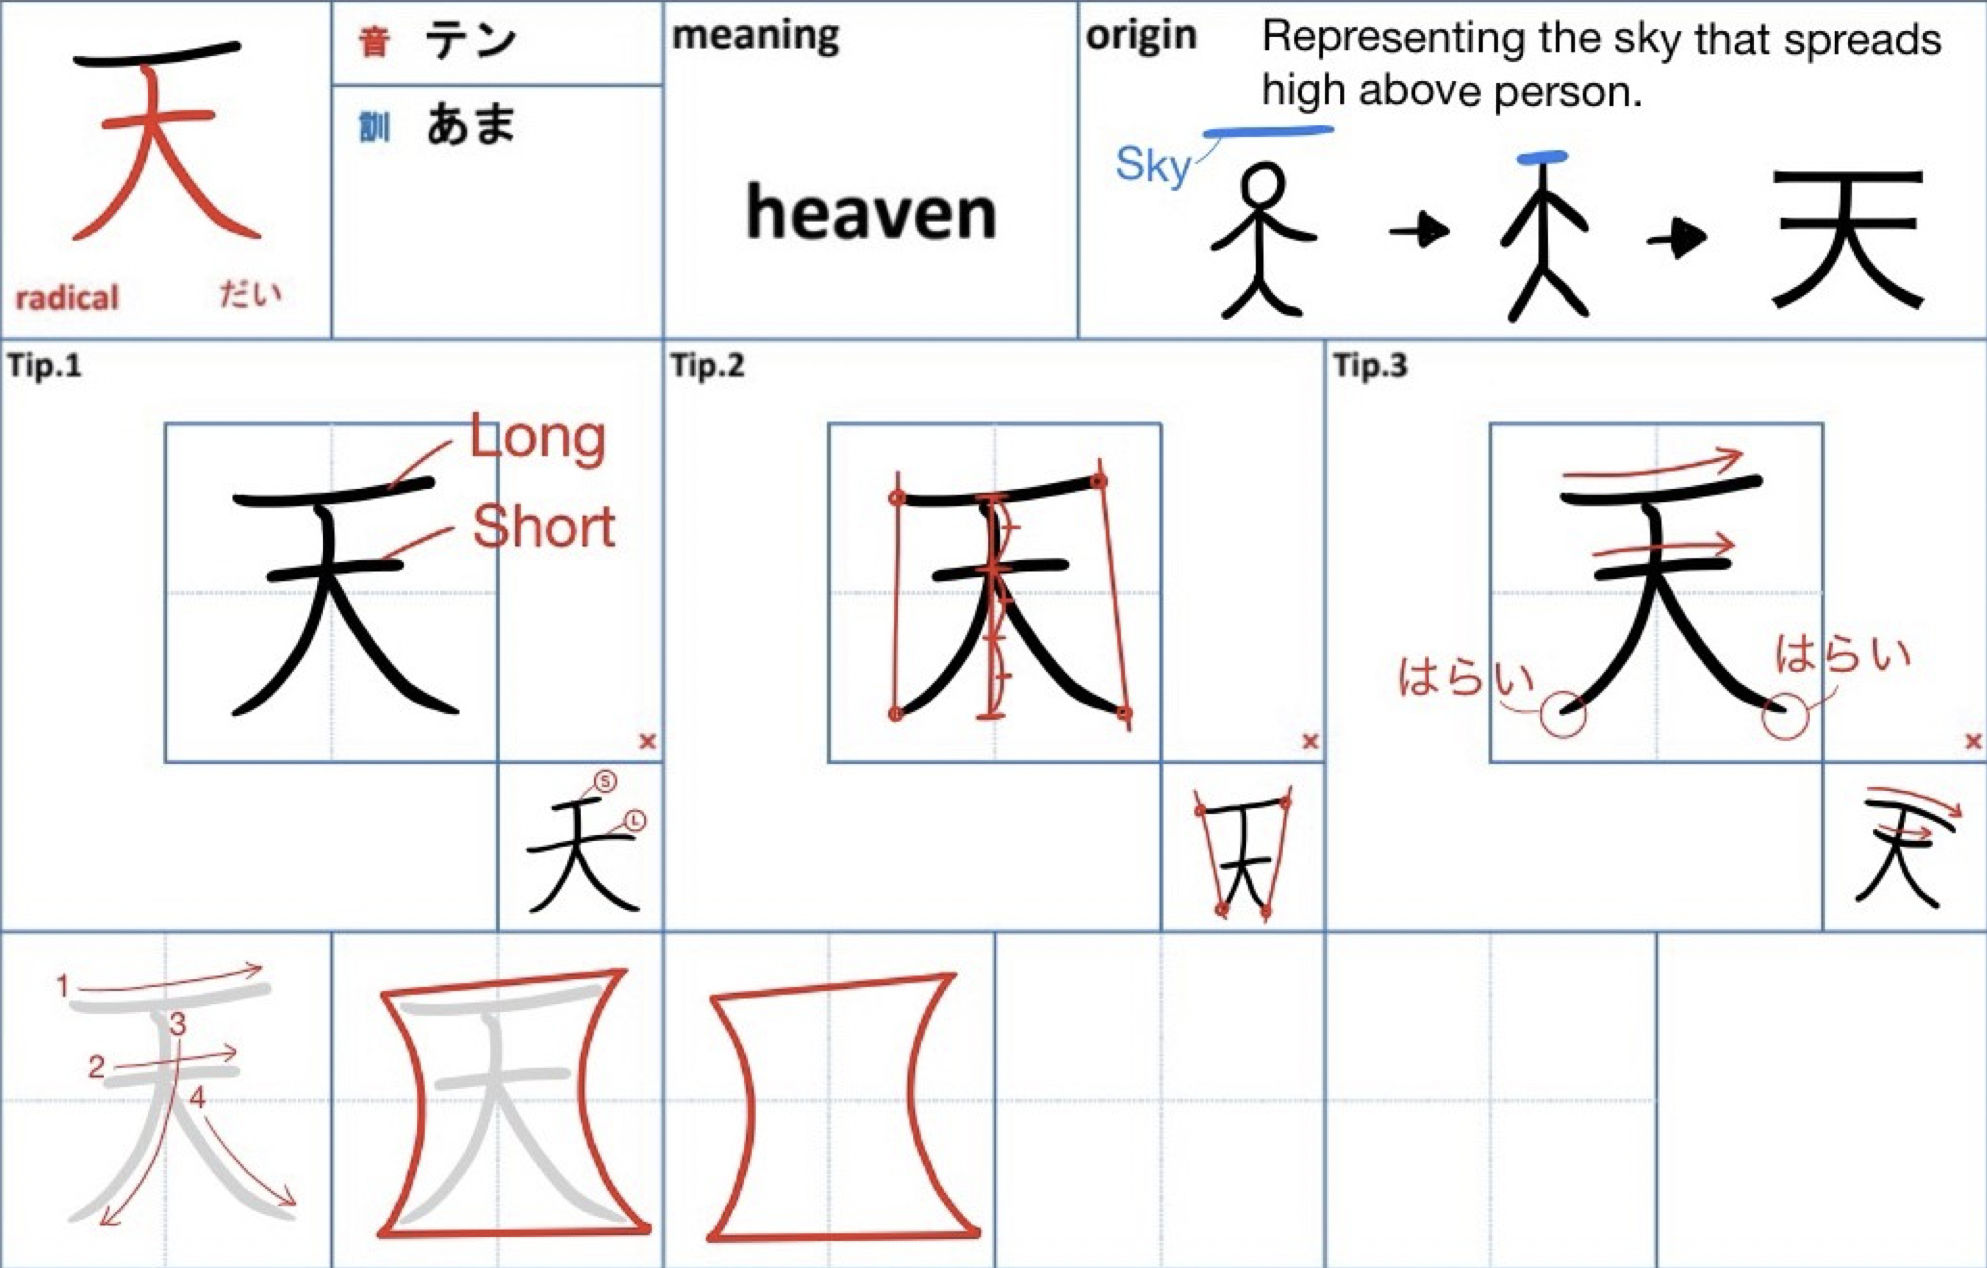 天
radical だい
音 テン
訓 あま
meaning
heaven
origin
Representing the sky that spreads
high above person.
Sky
天
Tip.1
Long
Short
天
x
S
L
天
Tip.2
天
x
天
Tip.3
天
はらい
はらい
x
天
1
2
3
4
天
天